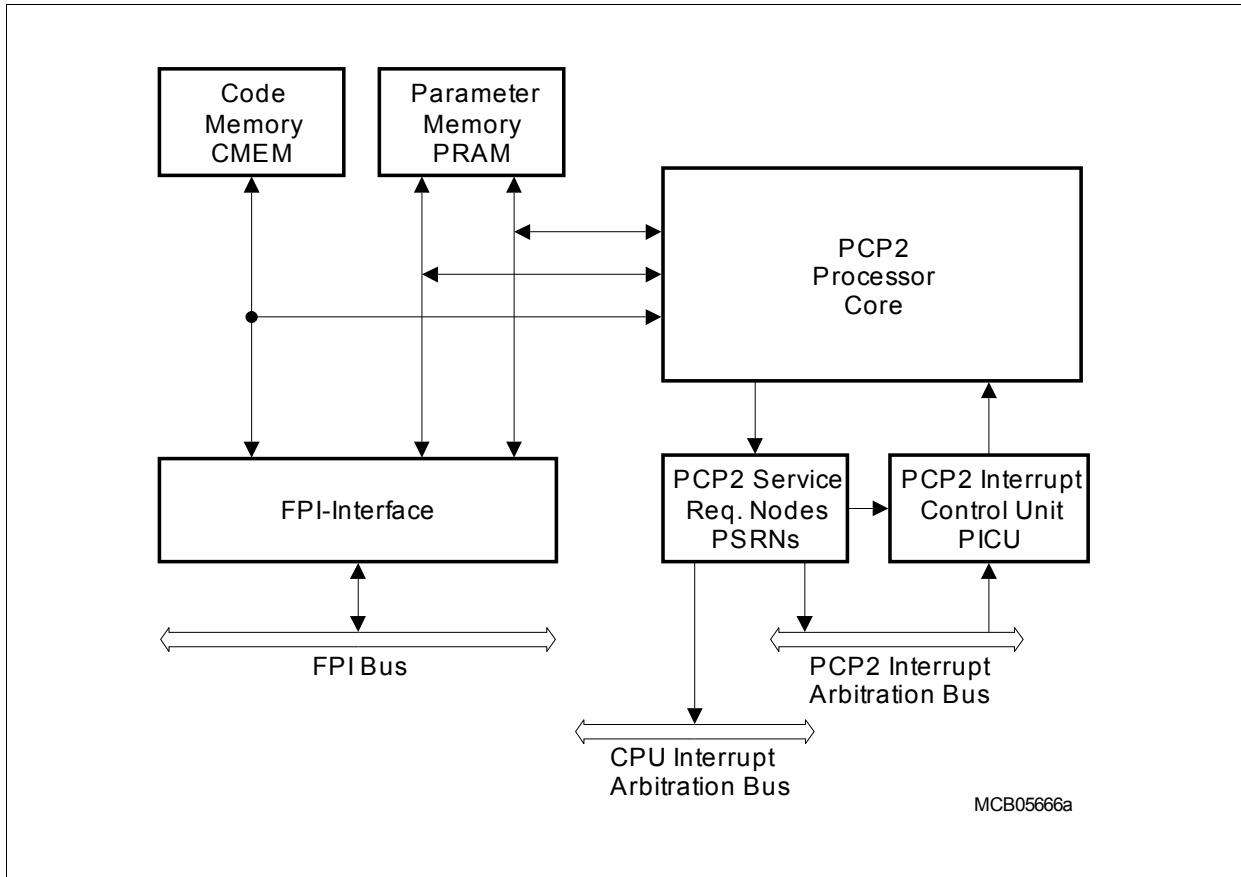 Code
Memory
CMEM
Parameter
Memory
PRAM
PCP2
Processor
Core
FPI-Interface
PCP2 Service
Req. Nodes
PSRNs
PCP2 Interrupt
Control Unit
PICU
FPI Bus
PCP2 Interrupt
Arbitration Bus
CPU Interrupt
Arbitration Bus
MCB05666a